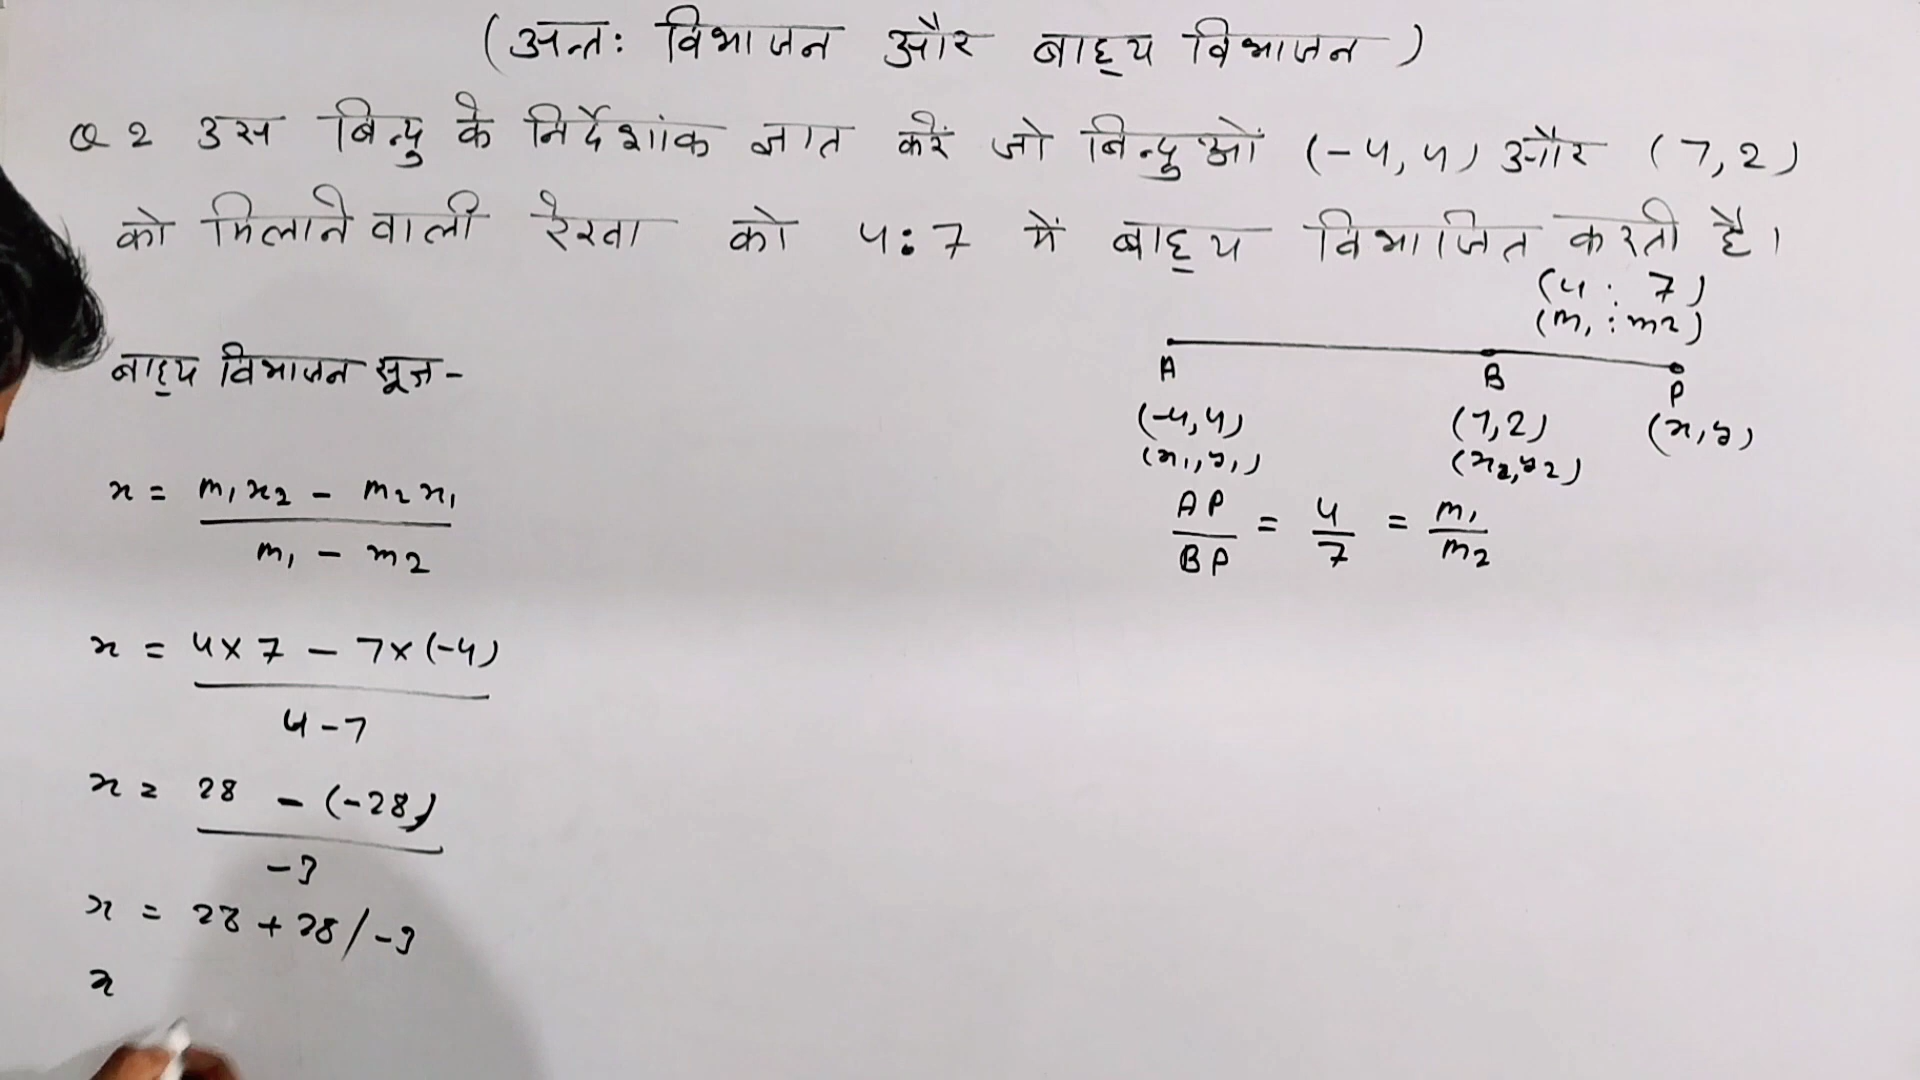 (अन्तः विभाजन और बाह्य विभाजन)
Q 2 उस बिन्दु के निर्देशांक ज्ञात करें जो बिन्दुओं (-4,4) और (7,2)
को मिलाने वाली रेखा को 4:7 में बाह्य विभाजित करती है।
(4 : 7)
(m₁ : m2)
A B P
(-4,4) (7,2) (x,y)
(x₁,y₁) (x2,y2)
AP/BP = 4/7 = m₁/m2
बाह्य विभाजन सूत्र -
x = m₁x2 - m2x₁
m₁ - m2
x = 4×7 - 7×(-4)
4-7
x = 28 - (-28)
-3
x = 28 + 28/-3
x